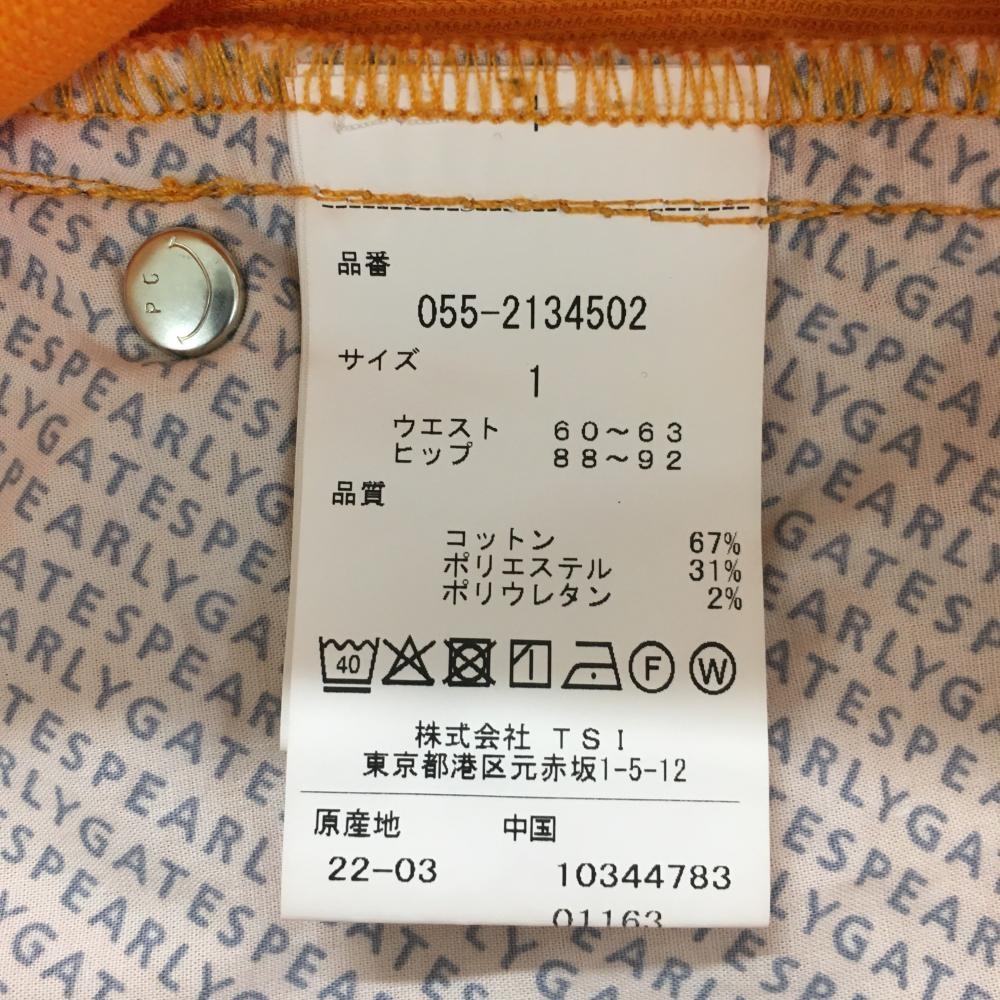 品番
055-2134502
サイズ
1
ウエスト 60~63
ヒップ 88~92
品質
コットン 67%
ポリエステル 31%
ポリウレタン 2%
40 F W
株式会社 TSI
東京都港区元赤坂1-5-12
原産地 中国
22-03 10344783
01163
PG
PEARLYGATES